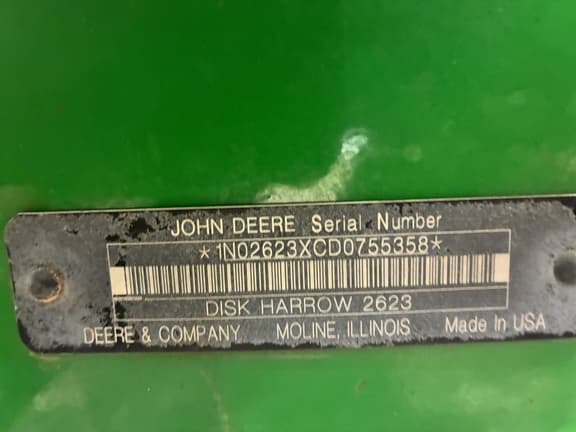 JOHN DEERE Serial Number
*1N02623XCD0755358*
DISK HARROW 2623
DEERE & COMPANY MOLINE, ILLINOIS Made In USA